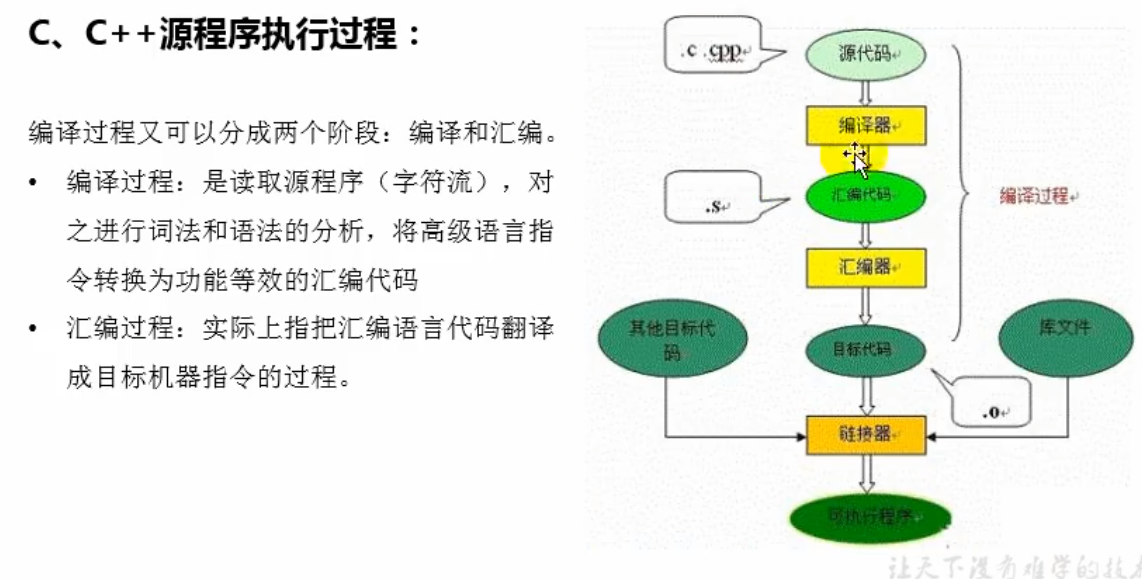 C、C++源程序执行过程：
编译过程又可以分成两个阶段：编译和汇编。
• 编译过程：是读取源程序（字符流），对
之进行词法和语法的分析，将高级语言指
令转换为功能等效的汇编代码
• 汇编过程：实际上指把汇编语言代码翻译
成目标机器指令的过程。
.c .cpp
源代码
编译器
.s
汇编代码
编译过程
汇编器
其他目标代
码
目标代码
库文件
.o
链接器
可执行程序
让天下没有难学的技